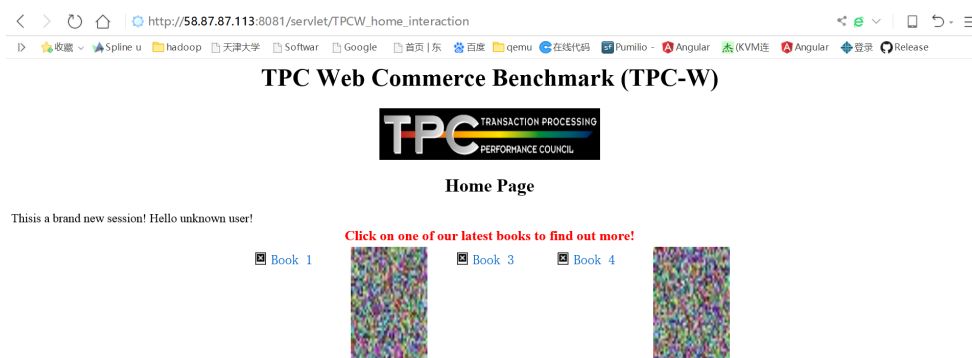 http://58.87.87.113:8081/servlet/TPCW_home_interaction
收藏 Spline u hadoop 天津大学 Softwar Google 首页 | 东 百度 qemu 在线代码 sf Pumilio - Angular (KVM连 Angular 登录 Release
TPC Web Commerce Benchmark (TPC-W)
TPC TRANSACTION PROCESSING
PERFORMANCE COUNCIL
Home Page
Thisis a brand new session! Hello unknown user!
Click on one of our latest books to find out more!
Book 1 Book 3 Book 4